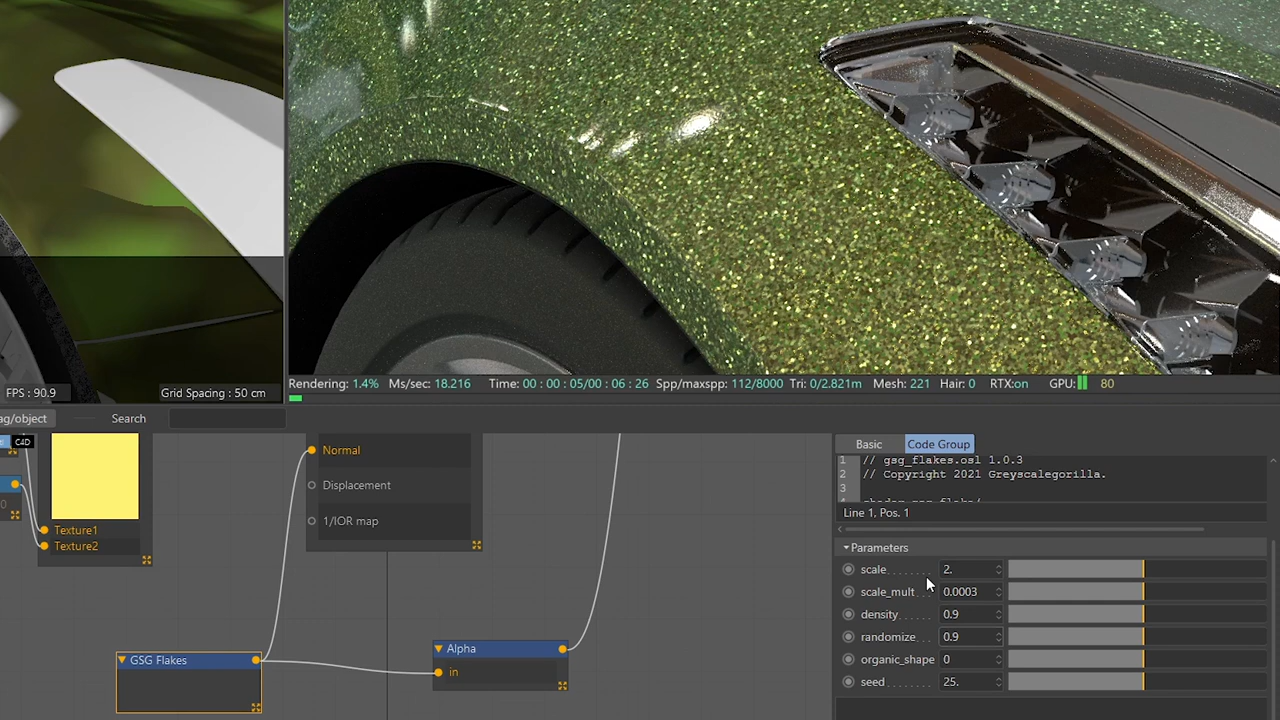 FPS : 90.9
Grid Spacing : 50 cm
Rendering: 1.4% Ms/sec: 18.216 Time: 00 : 00 : 05/00 : 06 : 26 Spp/maxspp: 112/8000 Tri: 0/2.821m Mesh: 221 Hair: 0 RTX:on GPU: 80
ag/object
Search
C4D
Texture1
Texture2
Normal
Displacement
1/IOR map
GSG Flakes
Alpha
in
Basic Code Group
1 // gsg_flakes.osl 1.0.3
2 // Copyright 2021 Greyscalegorilla.
3
Line 1, Pos. 1
Parameters
scale 2.
scale_mult 0.0003
density 0.9
randomize 0.9
organic_shape 0
seed 25.